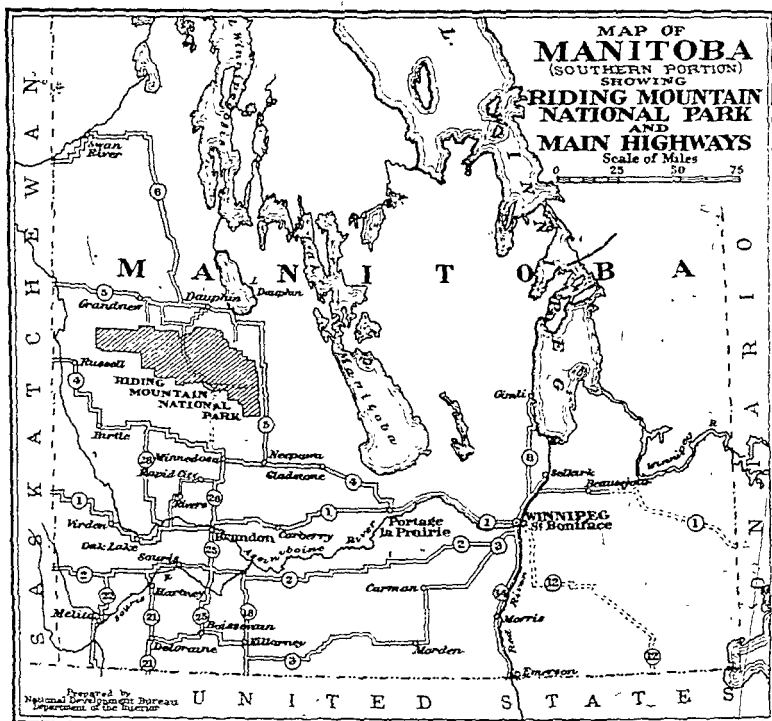 MAP OF
MANITOBA
(SOUTHERN PORTION)
SHOWING
RIDING MOUNTAIN
NATIONAL PARK
AND
MAIN HIGHWAYS
Scale of Miles
0 25 50 75
SASKATCHEWAN
Swan
River
6
MANITOBA
ONTARIO
5
Grandview
Dauphin
L.
Dauphin
Russell
4
RIDING
MOUNTAIN
NATIONAL
PARK
5
Manitoba
Gimli
Birtle
Minnedosa
Neepawa
Gladstone
4
8
Selkirk
Winnipeg R
Beausejour
Rapid City
26
Rivers
1
Virden
Brandon
Carberry
1
Portage
la Prairie
1
WINNIPEG
St Boniface
1
Oak Lake
Assiniboine River
25
Souris
2
2
2
3
Hartney
Carman
12
14
Melita
Souris R
21
25
18
Boissevain
Killarney
Morris
Red River
Deloraine
21
3
Morden
12
Emerson
UNITED STATES
Prepared by
National Development Bureau
Department of the Interior